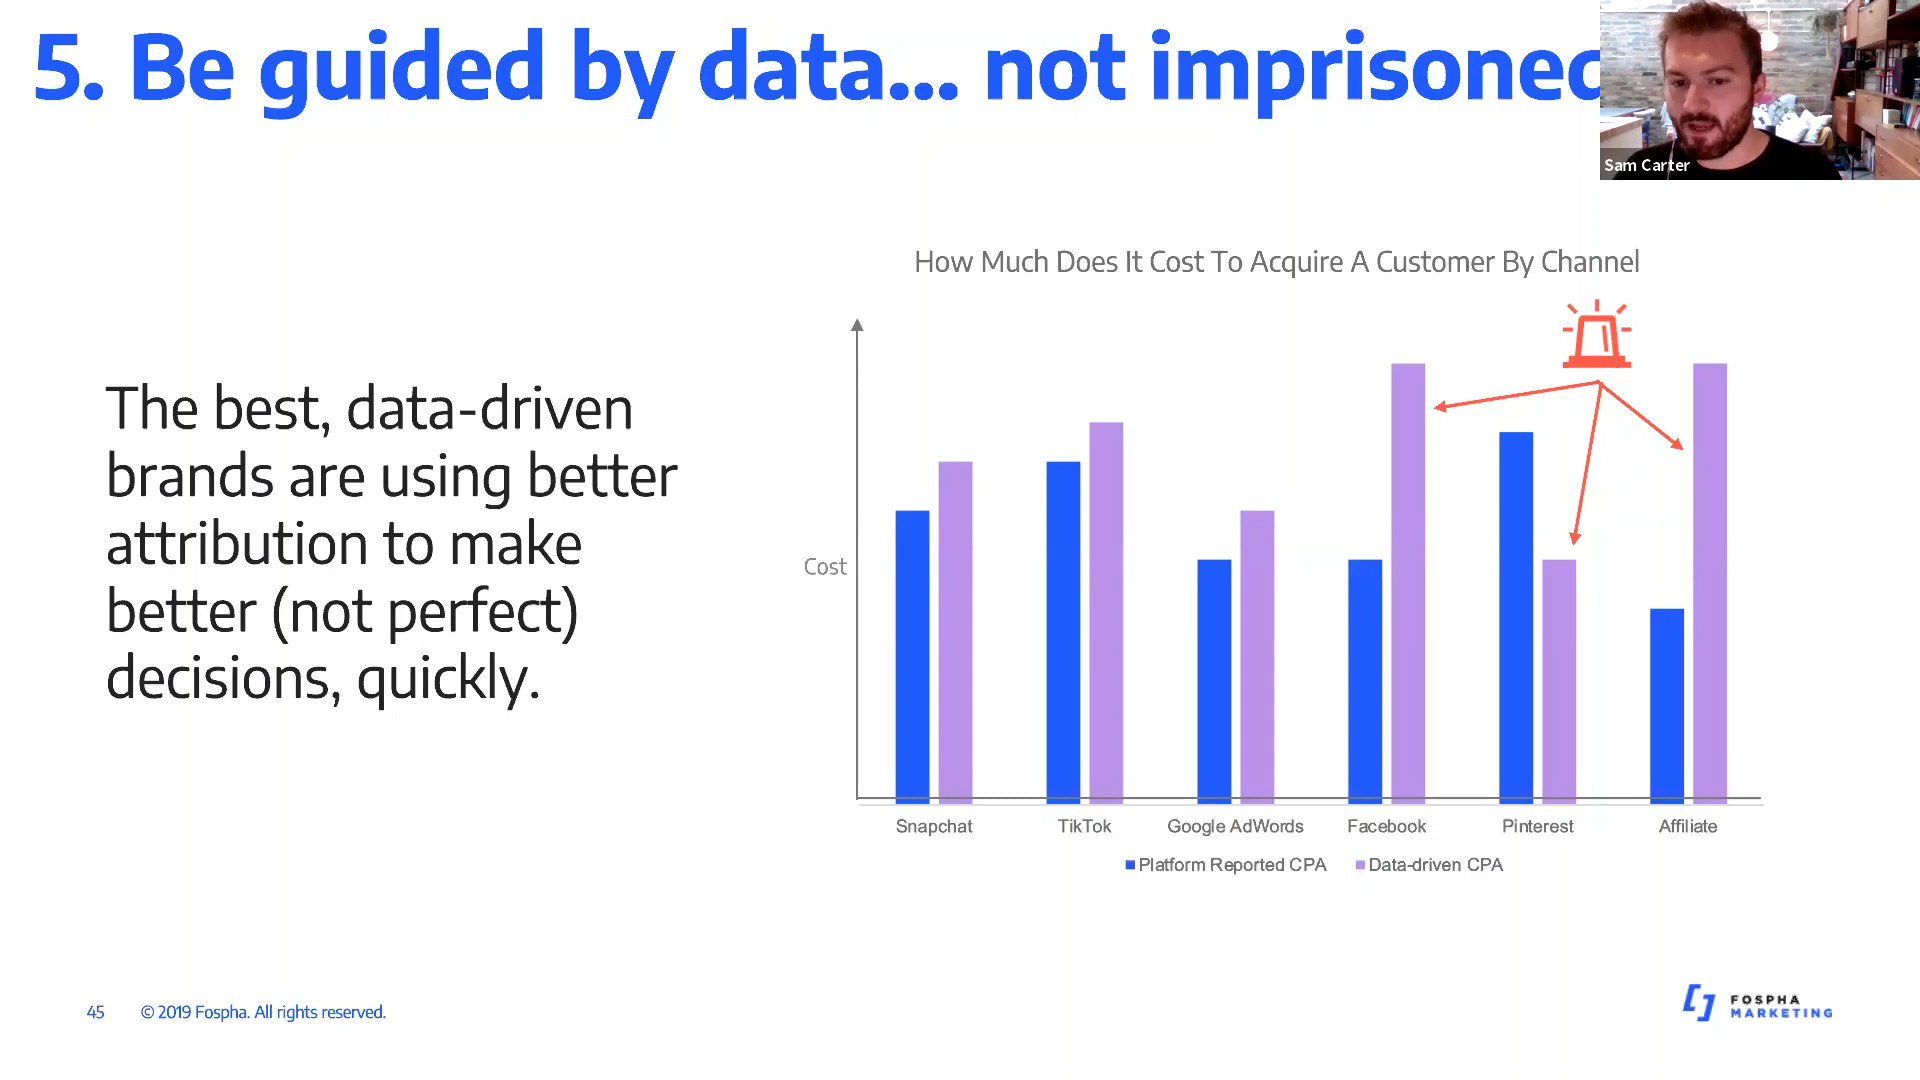 5. Be guided by data... not imprisoned
Sam Carter
How Much Does It Cost To Acquire A Customer By Channel
The best, data-driven
brands are using better
attribution to make
better (not perfect)
decisions, quickly.
Cost
Snapchat TikTok Google AdWords Facebook Pinterest Affiliate
Platform Reported CPA Data-driven CPA
45 © 2019 Fospha. All rights reserved.
FOSPHA
MARKETING